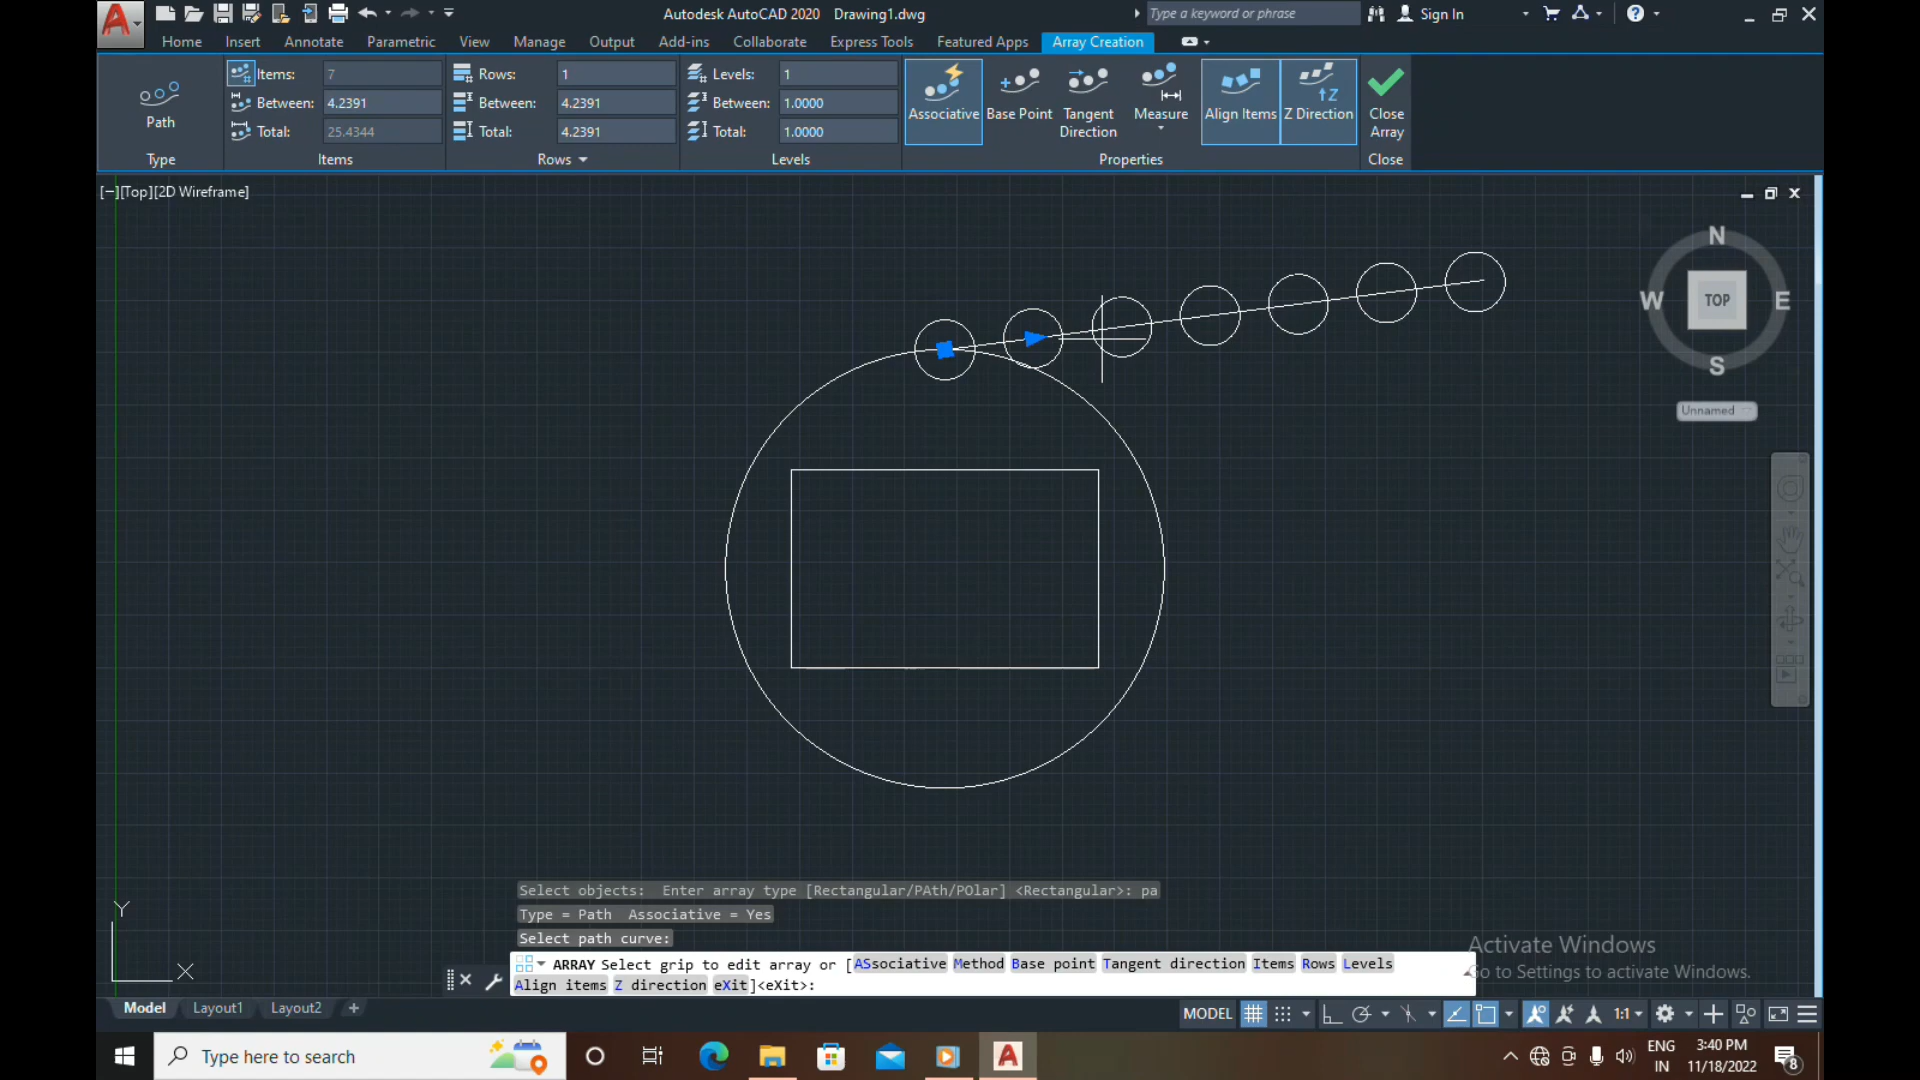 Autodesk AutoCAD 2020 Drawing1.dwg
Type a keyword or phrase
Sign In
Home Insert Annotate Parametric View Manage Output Add-ins Collaborate Express Tools Featured Apps Array Creation
Path
Type
Items: 7
Between: 4.2391
Total: 25.4344
Items
Rows: 1
Between: 4.2391
Total: 4.2391
Rows
Levels: 1
Between: 1.0000
Total: 1.0000
Levels
Associative
Base Point
Tangent
Direction
Measure
Align Items
Z Direction
Properties
Close
Array
Close
[−][Top][2D Wireframe]
N
W TOP E
S
Unnamed
Select objects: Enter array type [Rectangular/PAth/POlar] <Rectangular>: pa
Type = Path Associative = Yes
Select path curve:
ARRAY Select grip to edit array or [ASsociative Method Base point Tangent direction Items Rows Levels
Align items Z direction eXit]<eXit>:
Y
X
Activate Windows
Go to Settings to activate Windows.
Model Layout1 Layout2 +
MODEL 1:1
Type here to search
ENG
IN
3:40 PM
11/18/2022
8